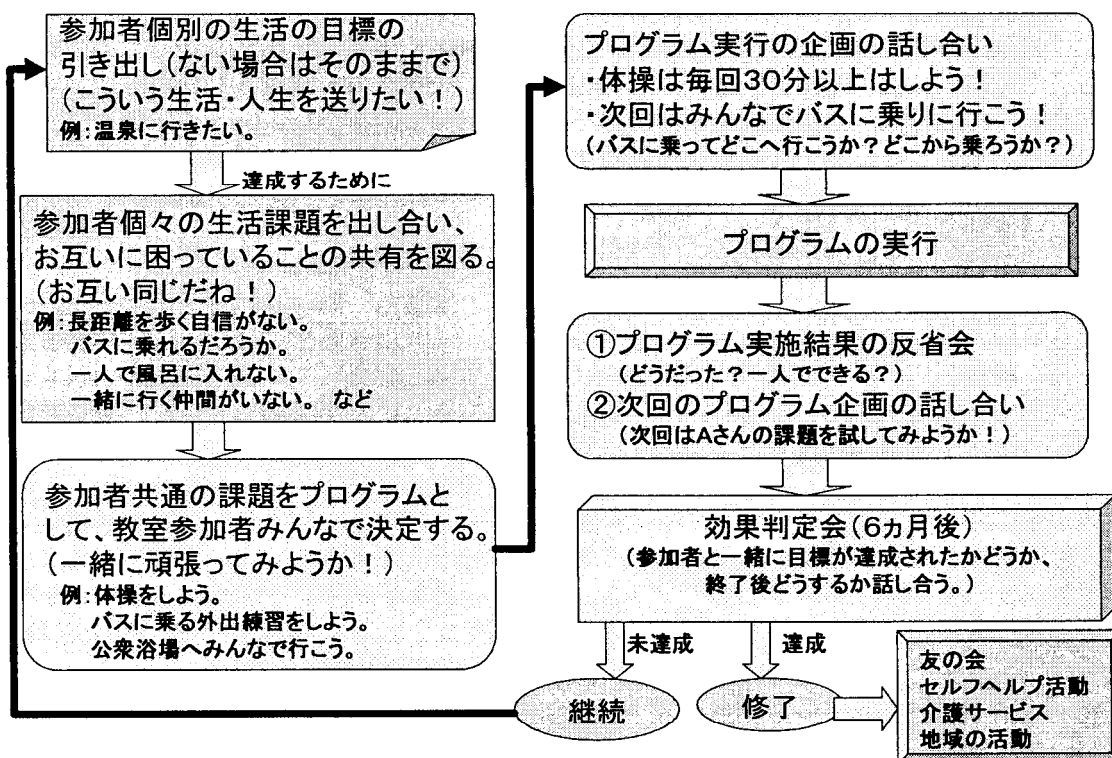 参加者個別の生活の目標の
引き出し(ない場合はそのままで)
(こういう生活・人生を送りたい！)
例：温泉に行きたい。
達成するために
参加者個々の生活課題を出し合い、
お互いに困っていることの共有を図る。
(お互い同じだね！)
例：長距離を歩く自信がない。
バスに乗れるだろうか。
一人で風呂に入れない。
一緒に行く仲間がいない。 など
参加者共通の課題をプログラムと
して、教室参加者みんなで決定する。
(一緒に頑張ってみようか！)
例：体操をしよう。
バスに乗る外出練習をしよう。
公衆浴場へみんなで行こう。
プログラム実行の企画の話し合い
・体操は毎回30分以上はしよう！
・次回はみんなでバスに乗りに行こう！
(バスに乗ってどこへ行こうか？どこから乗ろうか？)
プログラムの実行
①プログラム実施結果の反省会
(どうだった？一人でできる？)
②次回のプログラム企画の話し合い
(次回はAさんの課題を試してみようか！)
効果判定会(6ヵ月後)
(参加者と一緒に目標が達成されたかどうか、
終了後どうするか話し合う。)
未達成
達成
継続
修了
友の会
セルフヘルプ活動
介護サービス
地域の活動